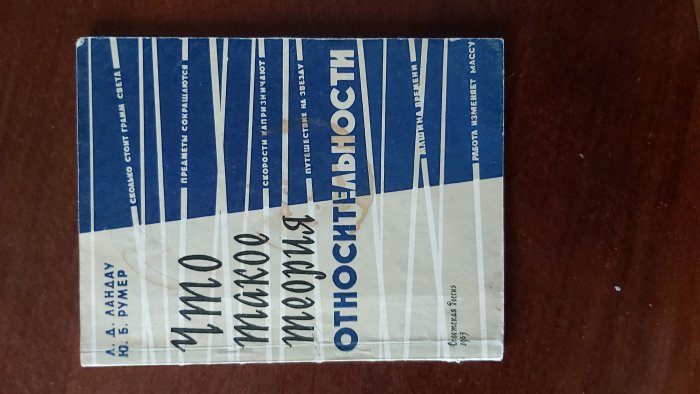 Л. Д. ЛАНДАУ
Ю. Б. РУМЕР
СКОЛЬКО СТОИТ ГРАММ СВЕТА
ПРЕДМЕТЫ СОКРАЩАЮТСЯ
СКОРОСТИ КАПРИЗНИЧАЮТ
ПУТЕШЕСТВИЕ НА ЗВЕЗДУ
Что
такое
теория
ОТНОСИТЕЛЬНОСТИ
МАШИНА ВРЕМЕНИ
РАБОТА ИЗМЕНЯЕТ МАССУ
Советская Россия
1963